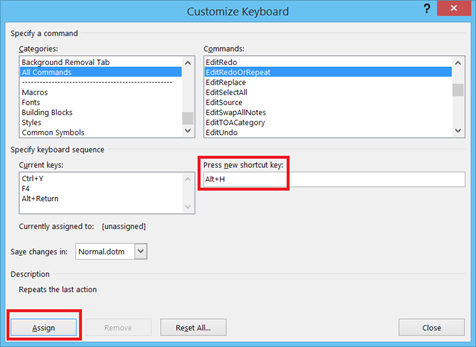 Customize Keyboard
?
Specify a command
Categories:
Background Removal Tab
All Commands
------------------------------------------------
Macros
Fonts
Building Blocks
Styles
Common Symbols
Commands:
EditRedo
EditRedoOrRepeat
EditReplace
EditSelectAll
EditSource
EditSwapAllNotes
EditTOACategory
EditUndo
Specify keyboard sequence
Current keys:
Ctrl+Y
F4
Alt+Return
Press new shortcut key:
Alt+H
Currently assigned to: [unassigned]
Save changes in: Normal.dotm
Description
Repeats the last action
Assign Remove Reset All... Close